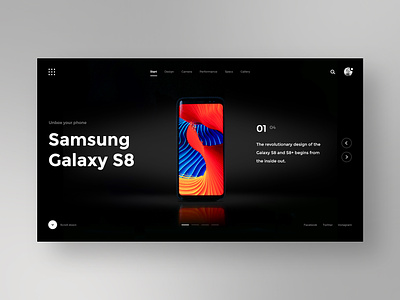 Start Design Camera Performance Specs Gallery
Unbox your phone
Samsung
Galaxy S8
01 04
The revolutionary design of the
Galaxy S8 and S8+ begins from
the inside out.
Scroll down
Facebook Twitter Instagram